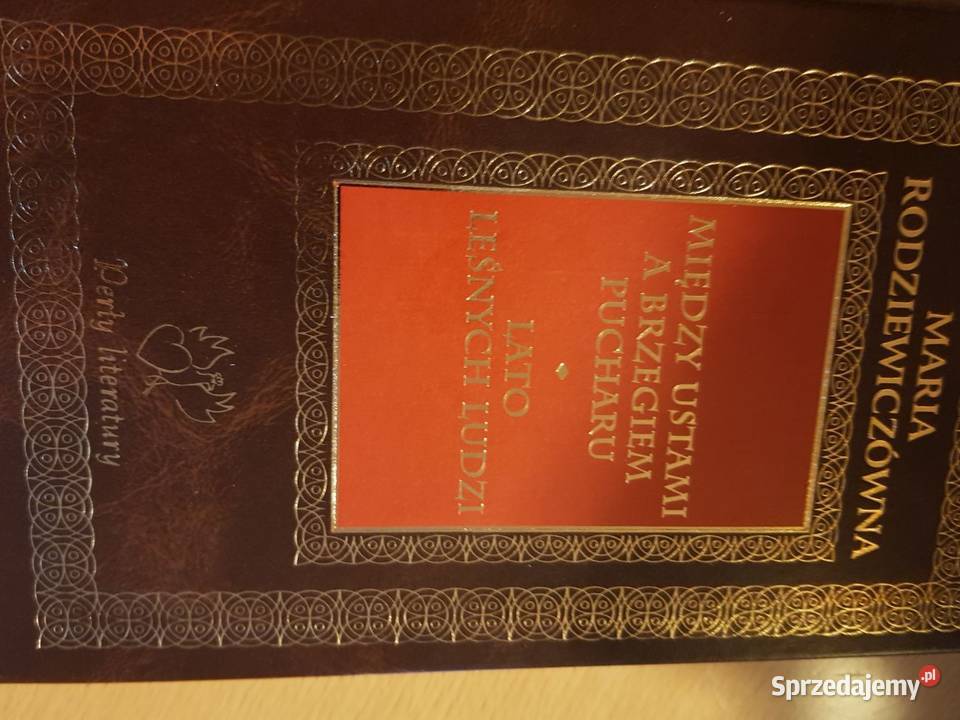 MARIA
RODZIEWICZÓWNA
MIĘDZY USTAMI
A BRZEGIEM
PUCHARU
LATO
LEŚNYCH LUDZI
Perły literatury
Sprzedajemy.pl